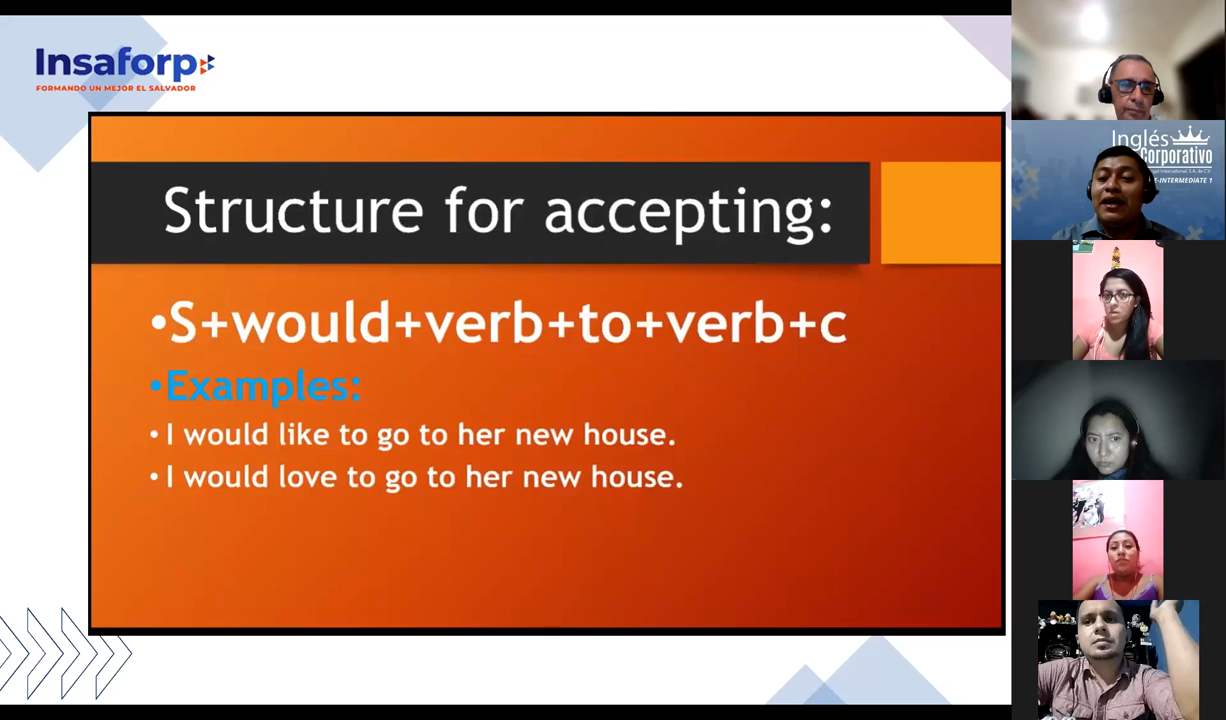 Insaforp
FORMANDO UN MEJOR EL SALVADOR
Structure for accepting:
•S+would+verb+to+verb+c
•Examples:
• I would like to go to her new house.
• I would love to go to her new house.
Inglés
Corporativo
E-INTERMEDIATE 1